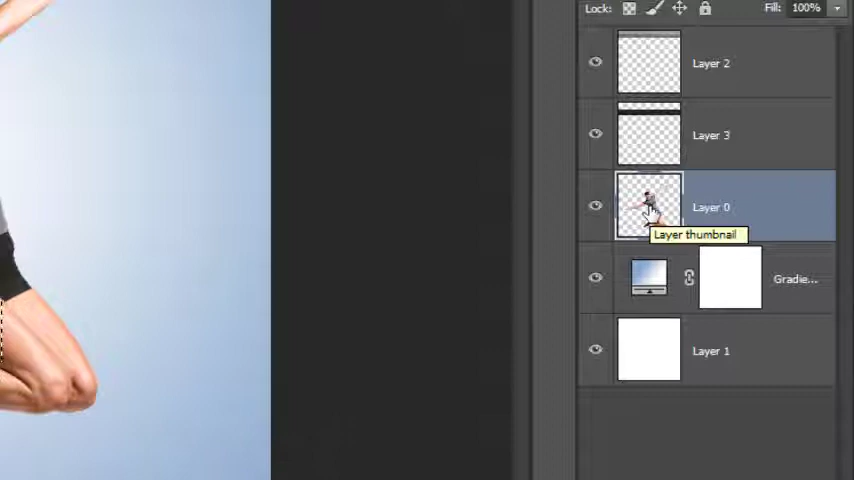 Lock: Fill: 100%
Layer 2
Layer 3
Layer 0
Layer thumbnail
Gradie...
Layer 1